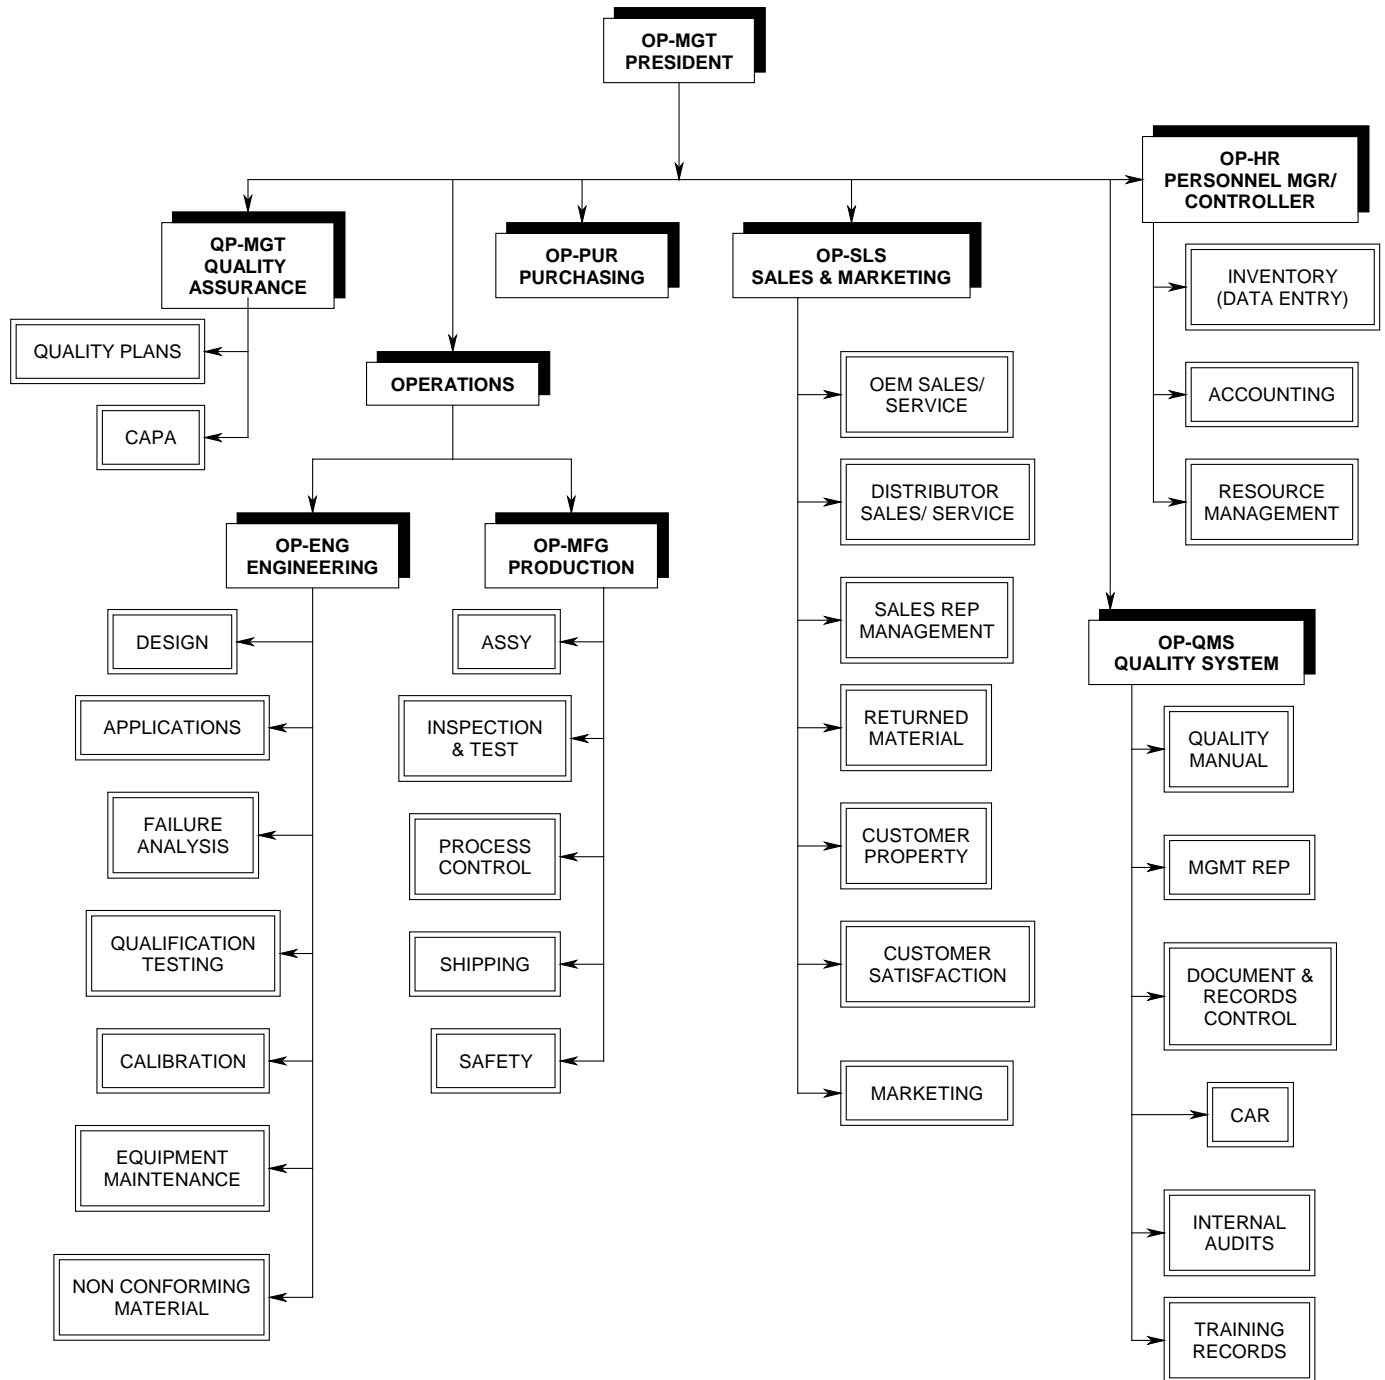 OP-MGT
PRESIDENT
OP-HR
PERSONNEL MGR/
CONTROLLER
QP-MGT
QUALITY
ASSURANCE
OP-PUR
PURCHASING
OP-SLS
SALES & MARKETING
INVENTORY
(DATA ENTRY)
QUALITY PLANS
OPERATIONS
OEM SALES/
SERVICE
ACCOUNTING
CAPA
DISTRIBUTOR
SALES/ SERVICE
RESOURCE
MANAGEMENT
OP-ENG
ENGINEERING
OP-MFG
PRODUCTION
DESIGN
ASSY
SALES REP
MANAGEMENT
OP-QMS
QUALITY SYSTEM
APPLICATIONS
INSPECTION
& TEST
RETURNED
MATERIAL
QUALITY
MANUAL
FAILURE
ANALYSIS
PROCESS
CONTROL
CUSTOMER
PROPERTY
MGMT REP
QUALIFICATION
TESTING
SHIPPING
CUSTOMER
SATISFACTION
DOCUMENT &
RECORDS
CONTROL
CALIBRATION
SAFETY
MARKETING
CAR
EQUIPMENT
MAINTENANCE
INTERNAL
AUDITS
NON CONFORMING
MATERIAL
TRAINING
RECORDS